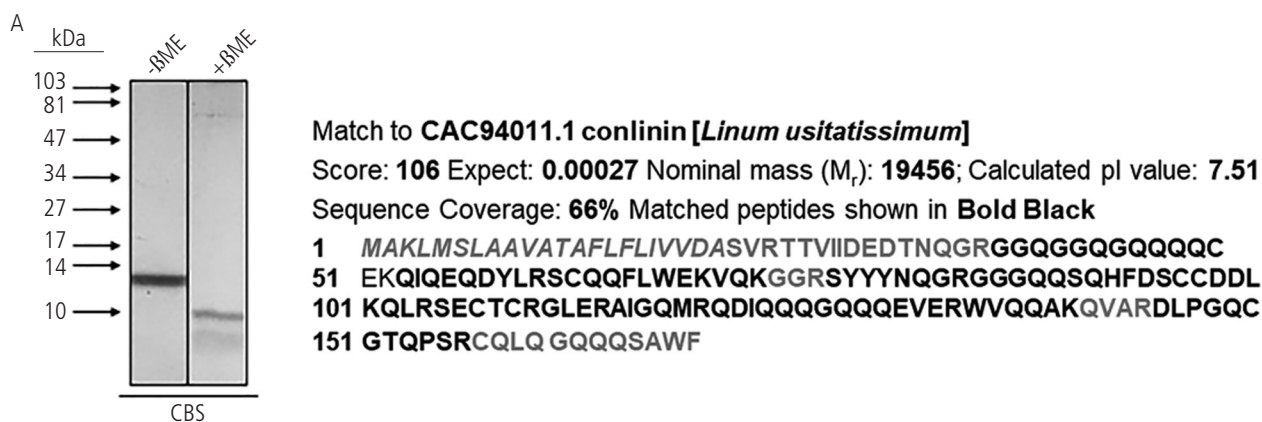 A
kDa
-ßME
+ßME
103
81
47
34
27
17
14
10
CBS
Match to CAC94011.1 conlinin [Linum usitatissimum]
Score: 106 Expect: 0.00027 Nominal mass (Mr): 19456; Calculated pI value: 7.51
Sequence Coverage: 66% Matched peptides shown in Bold Black
1 MAKLMSLAAVATAFLFLIVVDASVRTTVIIDEDTNQGRGGQGGQGQQQQC
51 EKQIQEQDYLRSCQQFLWEKVQKGGRSYYYNQGRGGGQQSQHFDSCCDDL
101 KQLRSECTCRGLERAIGQMRQDIQQQGQQQEVERWVQQAKQVARDLPGQC
151 GTQPSRCQLQ GQQQSAWF